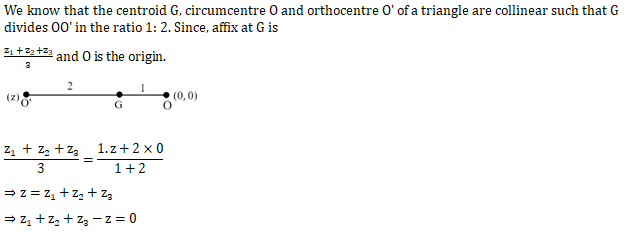 We know that the centroid G, circumcentre O and orthocentre O' of a triangle are collinear such that G
divides OO' in the ratio 1: 2. Since, affix at G is
(z₁ + z₂ + z₃)/3 and O is the origin.
2 1
(z) O' G O (0, 0)
(z₁ + z₂ + z₃)/3 = (1.z + 2 × 0)/(1 + 2)
⇒ z = z₁ + z₂ + z₃
⇒ z₁ + z₂ + z₃ − z = 0